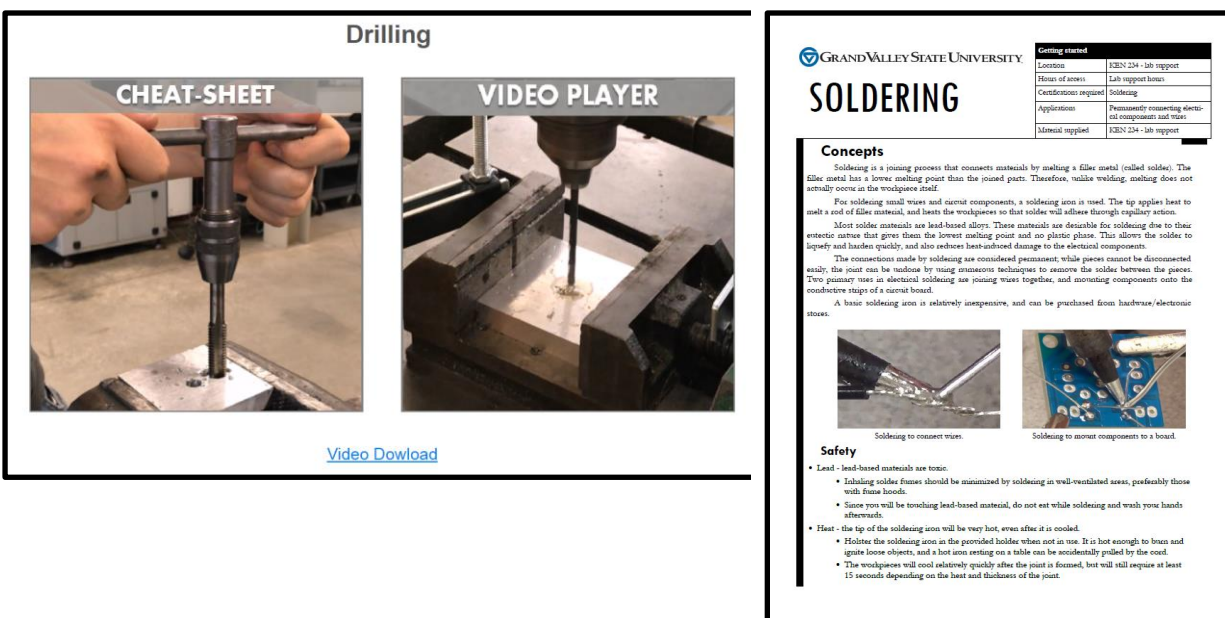 Drilling
CHEAT-SHEET
VIDEO PLAYER
Video Dowload
GRANDVALLEY STATE UNIVERSITY
SOLDERING
Getting started
Location KEN 234 - lab support
Hours of access Lab support hours
Certifications required Soldering
Applications Permanently connecting electri-
cal components and wires
Material supplied KEN 234 - lab support
Concepts
Soldering is a joining process that connects materials by melting a filler metal (called solder). The
filler metal has a lower melting point than the joined parts. Therefore, unlike welding, melting does not
actually occur in the workpiece itself.
For soldering small wires and circuit components, a soldering iron is used. The tip applies heat to
melt a rod of filler material, and heats the workpieces so that solder will adhere through capillary action.
Most solder materials are lead-based alloys. These materials are desirable for soldering due to their
eutectic nature that gives them the lowest melting point and no plastic phase. This allows the solder to
liquefy and harden quickly, and also reduces heat-induced damage to the electrical components.
The connections made by soldering are considered permanent; while pieces cannot be disconnected
easily, the joint can be undone by using numerous techniques to remove the solder between the pieces.
Two primary uses in electrical soldering are joining wires together, and mounting components onto the
conductive strips of a circuit board.
A basic soldering iron is relatively inexpensive, and can be purchased from hardware/electronic
stores.
Soldering to connect wires.
Soldering to mount components to a board.
Safety
• Lead - lead-based materials are toxic.
• Inhaling solder fumes should be minimized by soldering in well-ventilated areas, preferably those
with fume hoods.
• Since you will be touching lead-based material, do not eat while soldering and wash your hands
afterwards.
• Heat - the tip of the soldering iron will be very hot, even after it is cooled.
• Holster the soldering iron in the provided holder when not in use. It is hot enough to burn and
ignite loose objects, and a hot iron resting on a table can be accidentally pulled by the cord.
• The workpieces will cool relatively quickly after the joint is formed, but will still require at least
15 seconds depending on the heat and thickness of the joint.